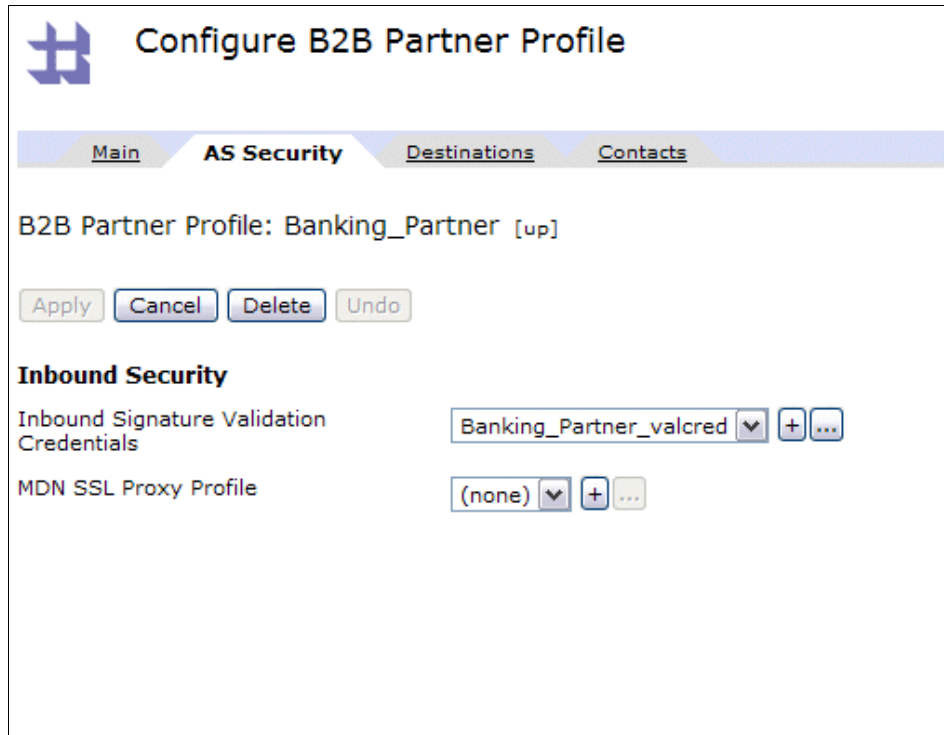 Configure B2B Partner Profile
Main AS Security Destinations Contacts
B2B Partner Profile: Banking_Partner [up]
Apply Cancel Delete Undo
Inbound Security
Inbound Signature Validation
Credentials
Banking_Partner_valcred + ...
MDN SSL Proxy Profile (none) + ...